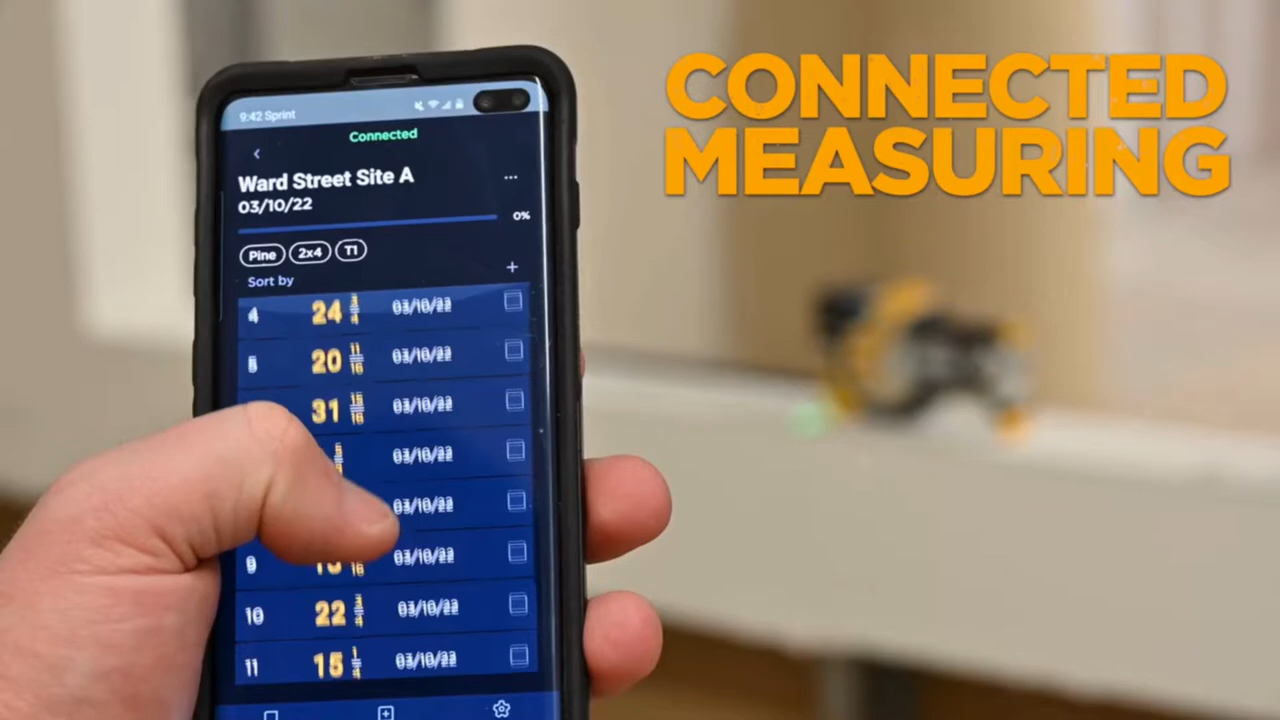 CONNECTED
MEASURING
9:42 Sprint
Connected
Ward Street Site A
03/10/22
0%
Pine 2x4 T1
Sort by
4 24 3/4 03/10/22
5 20 11/16 03/10/22
31 15/16 03/10/22
03/10/22
03/10/22
9 03/10/22
10 22 3/4 03/10/22
11 15 1/4 03/10/22